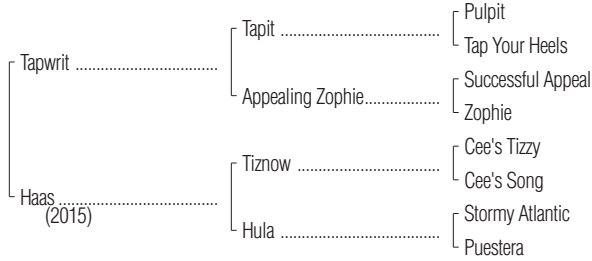 Pulpit
Tapit ........................................
Tap Your Heels
Tapwrit ....................................
Successful Appeal
Appealing Zophie...................
Zophie
Cee's Tizzy
Tiznow ....................................
Cee's Song
Haas ........................................
(2015)
Stormy Atlantic
Hula ........................................
Puestera